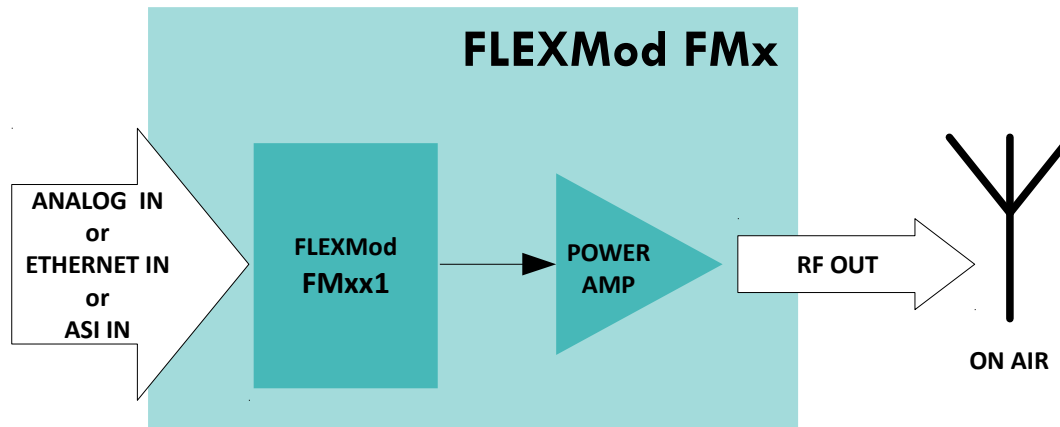 FLEXMod FMx
ANALOG IN
or
ETHERNET IN
or
ASI IN
FLEXMod
FMxx1
POWER
AMP
RF OUT
ON AIR